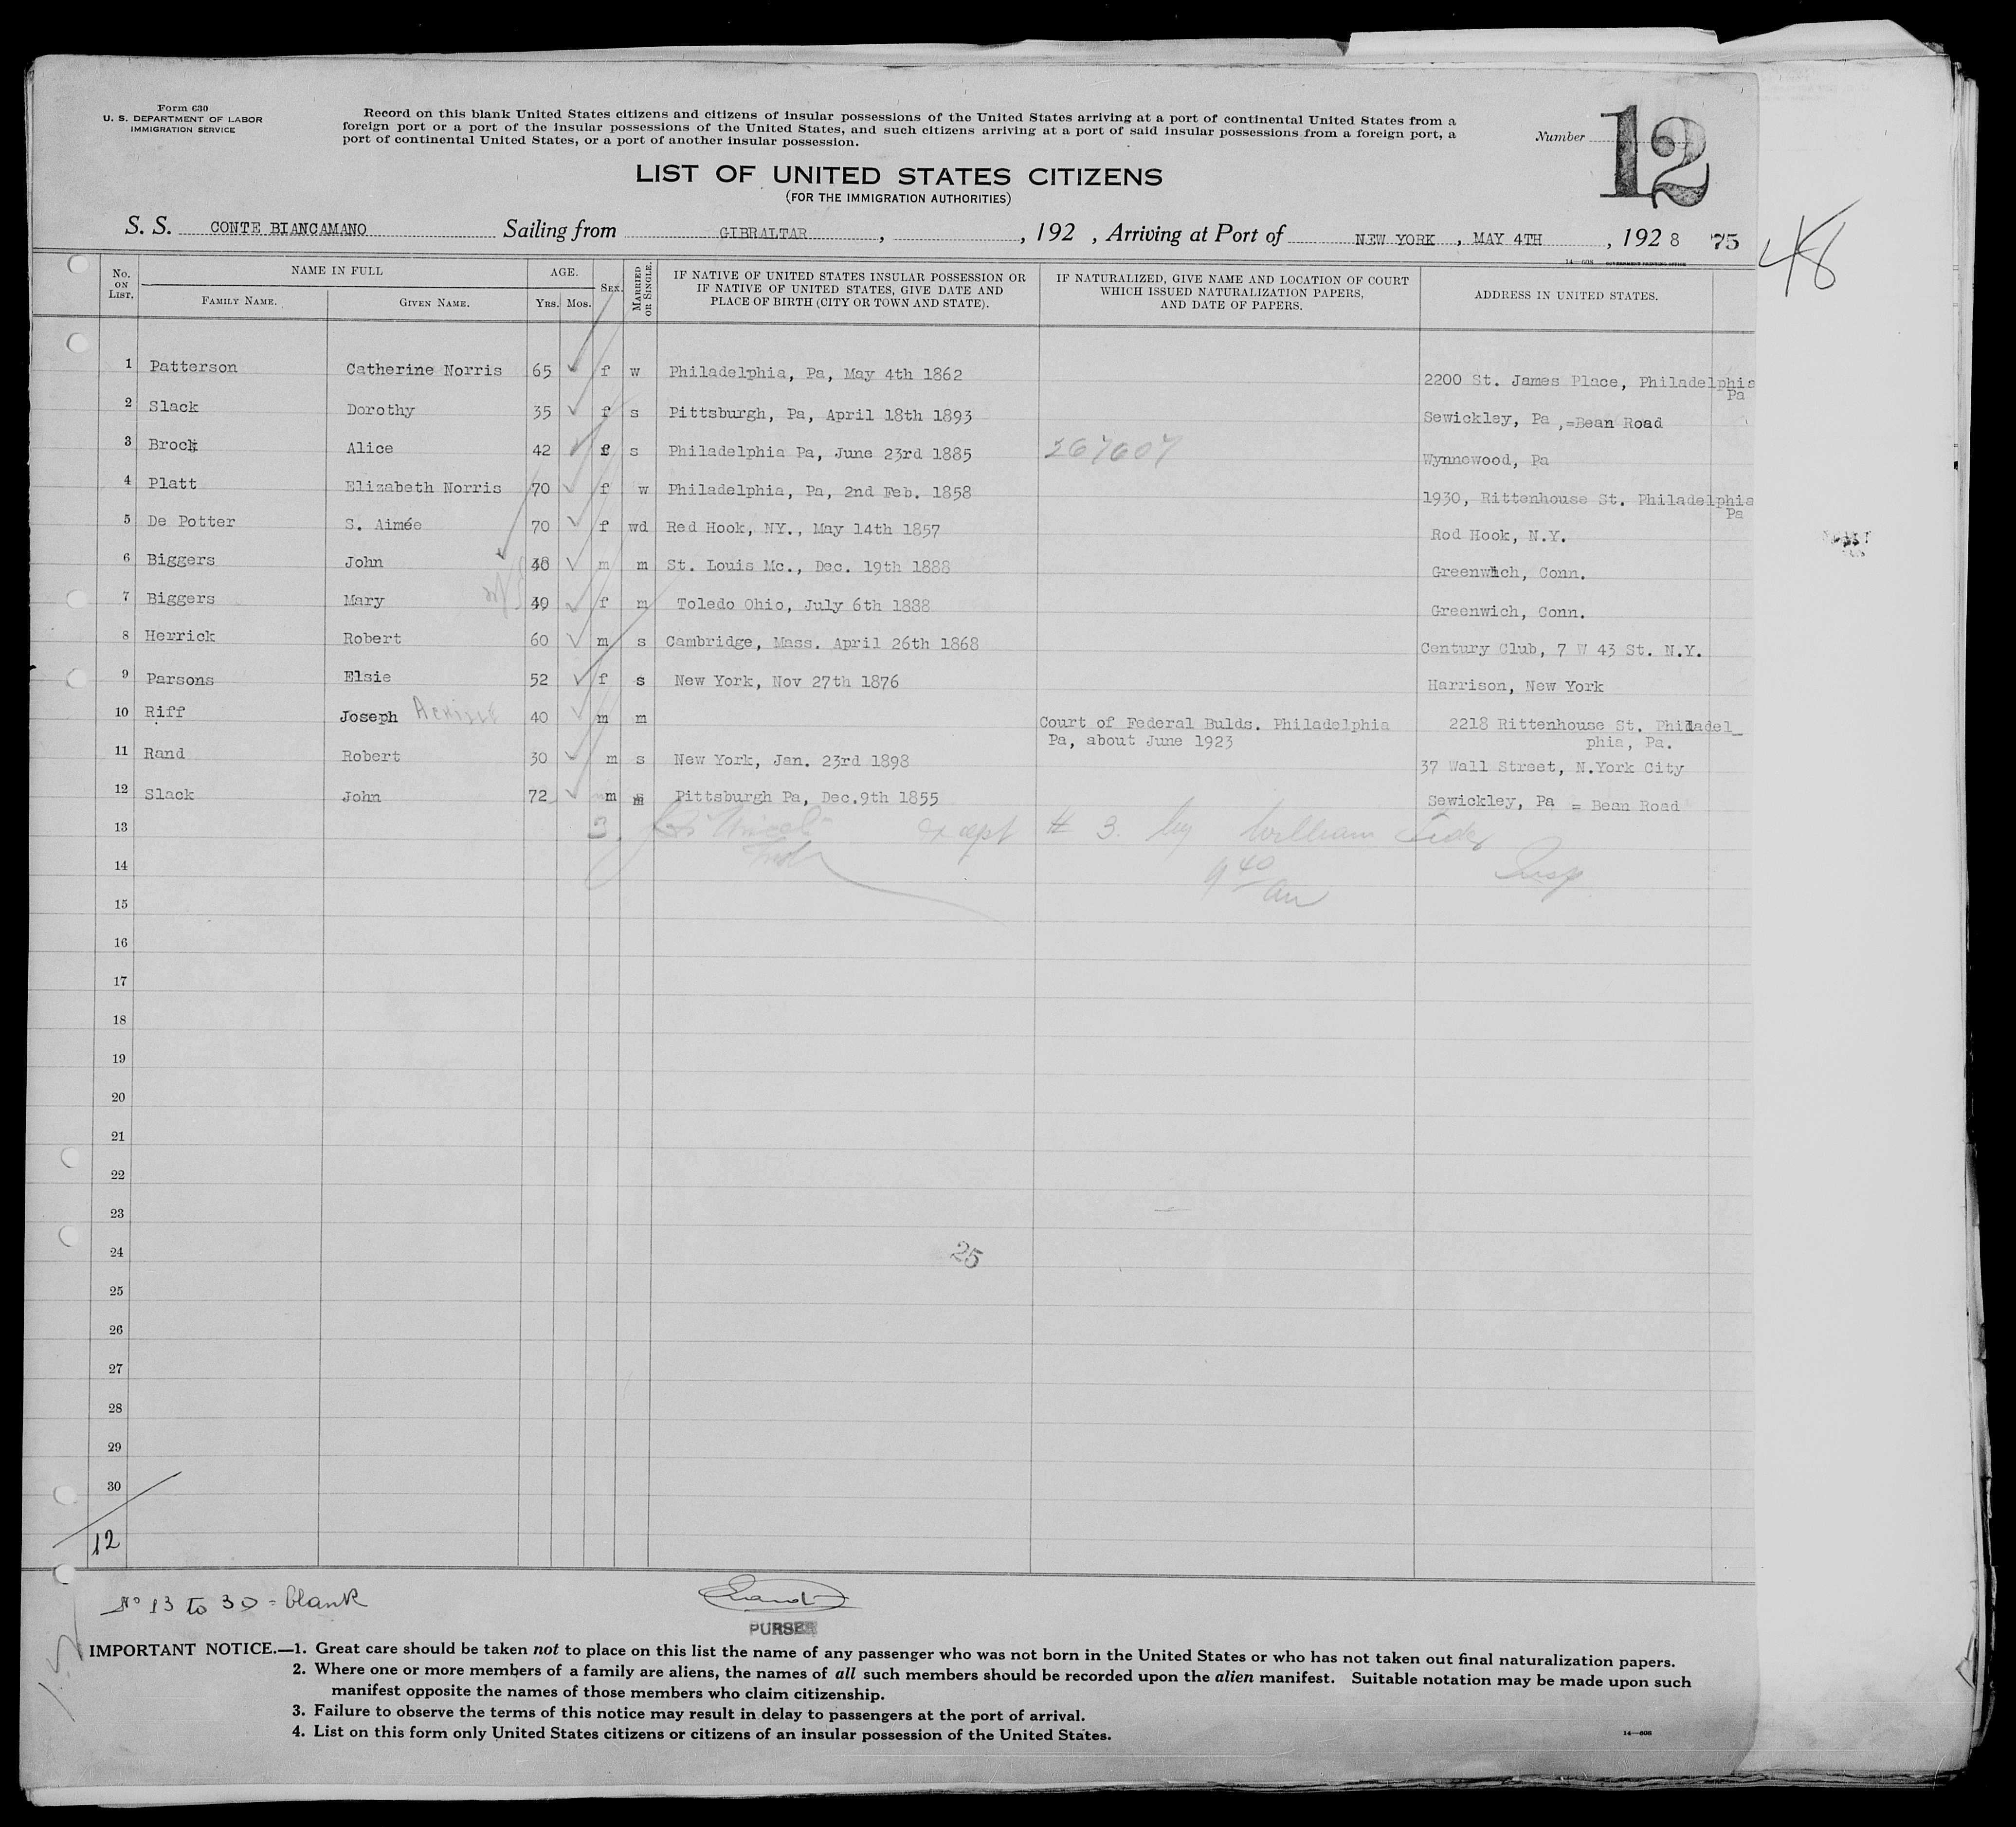 Form 630
U. S. DEPARTMENT OF LABOR
IMMIGRATION SERVICE
Record on this blank United States citizens and citizens of insular possessions of the United States arriving at a port of continental United States from a
foreign port or a port of the insular possessions of the United States, and such citizens arriving at a port of said insular possessions from a foreign port, a
port of continental United States, or a port of another insular possession.
Number 12
LIST OF UNITED STATES CITIZENS
(FOR THE IMMIGRATION AUTHORITIES)
S. S. CONTE BIANCAMANO Sailing from GIBRALTAR, , 192 , Arriving at Port of NEW YORK, MAY 4TH, 192 8 75
48
14—608 GOVERNMENT PRINTING OFFICE
No. ON LIST. NAME IN FULL FAMILY NAME. GIVEN NAME. AGE. YRS. MOS. SEX. MARRIED OR SINGLE. IF NATIVE OF UNITED STATES INSULAR POSSESSION OR IF NATIVE OF UNITED STATES, GIVE DATE AND PLACE OF BIRTH (CITY OR TOWN AND STATE). IF NATURALIZED, GIVE NAME AND LOCATION OF COURT WHICH ISSUED NATURALIZATION PAPERS, AND DATE OF PAPERS. ADDRESS IN UNITED STATES.
1 Patterson Catherine Norris 65 f w Philadelphia, Pa, May 4th 1862 2200 St. James Place, Philadelphia Pa
2 Slack Dorothy 35 f s Pittsburgh, Pa, April 18th 1893 Sewickley, Pa ,=Bean Road
3 Brock Alice 42 f s Philadelphia Pa, June 23rd 1885 267607 Wynnewood, Pa
4 Platt Elizabeth Norris 70 f w Philadelphia, Pa, 2nd Feb. 1858 1930, Rittenhouse St. Philadelphia Pa
5 De Potter S. Aimée 70 f wd Red Hook, NY., May 14th 1857 Rod Hook, N.Y.
6 Biggers John m m St. Louis Mc., Dec. 19th 1888 Greenwich, Conn.
7 Biggers Mary f m Toledo Ohio, July 6th 1888 Greenwich, Conn.
8 Herrick Robert 60 m s Cambridge, Mass. April 26th 1868 Century Club, 7 W 43 St. N.Y.
9 Parsons Elsie 52 f s New York, Nov 27th 1876 Harrison, New York
10 Riff Joseph 40 m m Court of Federal Bulds. Philadelphia Pa, about June 1923 2218 Rittenhouse St. Philadel_ phia, Pa.
11 Rand Robert 30 m s New York, Jan. 23rd 1898 37 Wall Street, N.York City
12 Slack John 72 m Pittsburgh Pa, Dec.9th 1855 Sewickley, Pa = Bean Road
13 except # 3. by William
14 9 40 am Insp
15
16
17
18
19
20
21
22
23
24 25
25
26
27
28
29
30
12
No 13 to 30 = blank
PURSER
IMPORTANT NOTICE.—1. Great care should be taken not to place on this list the name of any passenger who was not born in the United States or who has not taken out final naturalization papers.
2. Where one or more members of a family are aliens, the names of all such members should be recorded upon the alien manifest. Suitable notation may be made upon such
manifest opposite the names of those members who claim citizenship.
3. Failure to observe the terms of this notice may result in delay to passengers at the port of arrival.
4. List on this form only United States citizens or citizens of an insular possession of the United States.
14—608